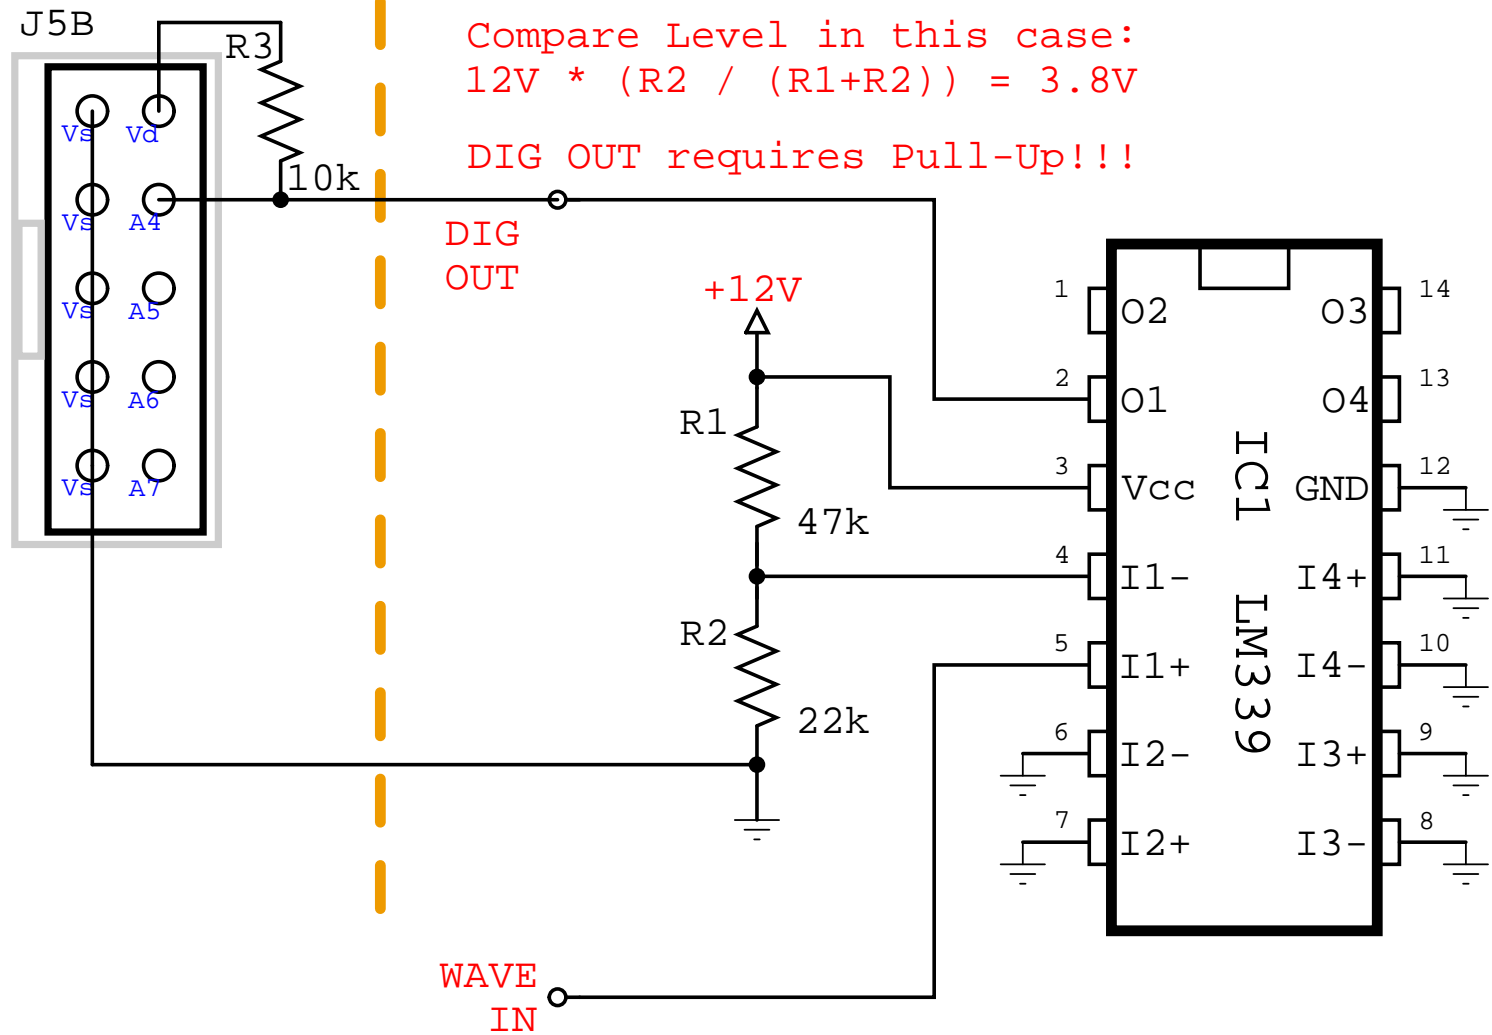 J5B
R3
10k
Vs Vd
Vs A4
Vs A5
Vs A6
Vs A7
Compare Level in this case:
12V * (R2 / (R1+R2)) = 3.8V
DIG OUT requires Pull-Up!!!
DIG
OUT
+12V
R1
47k
R2
22k
WAVE
IN
1 O2
2 O1
3 Vcc
4 I1-
5 I1+
6 I2-
7 I2+
IC1 LM339
O3 14
O4 13
GND 12
I4+ 11
I4- 10
I3+ 9
I3- 8